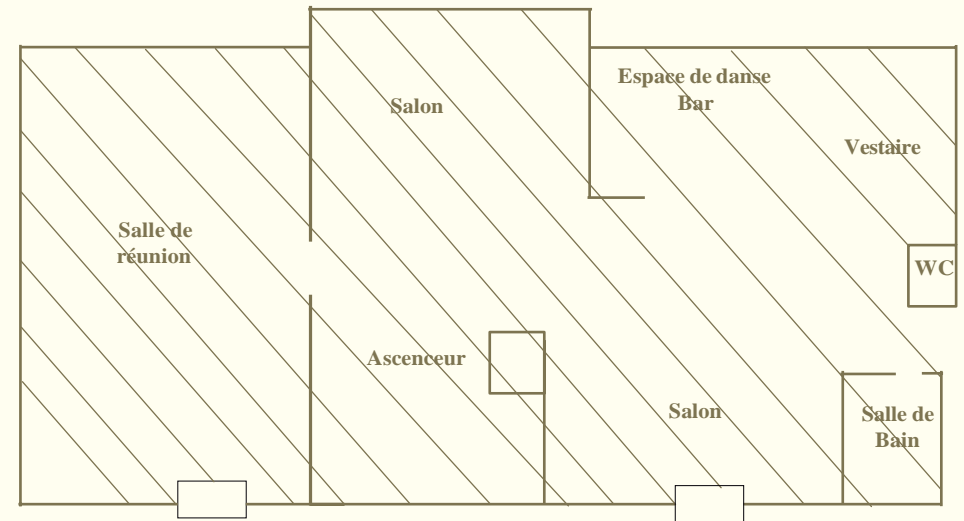 Espace de danse
Bar
Salon
Vestaire
Salle de
réunion
WC
Ascenceur
Salon
Salle de
Bain